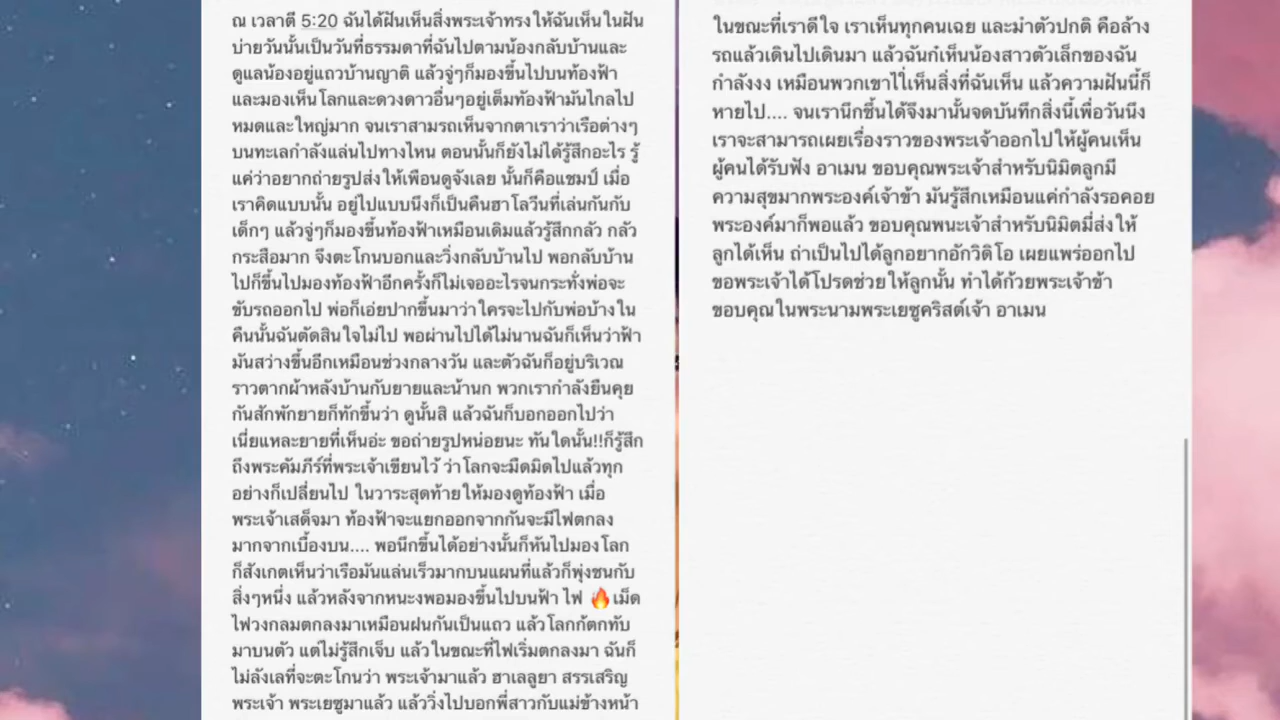 ณ เวลาตี 5:20 ฉันได้ฝันเห็นสิ่งพระเจ้าทรงให้ฉันเห็นในฝัน
บ่ายวันนั้นเป็นวันที่ธรรมดาที่ฉันไปตามน้องกลับบ้านและ
ดูแลน้องอยู่แถวบ้านญาติ แล้วจู่ๆก็มองขึ้นไปบนท้องฟ้า
และมองเห็นโลกและดวงดาวอื่นๆอยู่เต็มท้องฟ้ามันไกลไป
หมดและใหญ่มาก จนเราสามารถเห็นจากตาเราว่าเรือต่างๆ
บนทะเลกำลังแล่นไปทางไหน ตอนนั้นก็ยังไม่ได้รู้สึกอะไร รู้
แค่ว่าอยากถ่ายรูปส่งให้เพือนดูจังเลย นั้นก็คือแชมป์ เมื่อ
เราคิดแบบนั้น อยู่ไปแบบนึงก็เป็นคืนฮาโลวีนที่เล่นกันกับ
เด็กๆ แล้วจู่ๆก็มองขึ้นท้องฟ้าเหมือนเดิมแล้วรู้สึกกลัว กลัว
กระสือมาก จึงตะโกนบอกและวิ่งกลับบ้านไป พอกลับบ้าน
ไปก็ขึ้นไปมองท้องฟ้าอีกครั้งก็ไม่เจออะไรจนกระทั่งพ่อจะ
ขับรถออกไป พ่อก็เอ่ยปากขึ้นมาว่าใครจะไปกับพ่อบ้างใน
คืนนั้นฉันตัดสินใจไม่ไป พอผ่านไปได้ไม่นานฉันก็เห็นว่าฟ้า
มันสว่างขึ้นอีกเหมือนช่วงกลางวัน และตัวฉันก็อยู่บริเวณ
ราวตากผ้าหลังบ้านกับยายและน้านก พวกเรากำลังยืนคุย
กันสักพักยายก็ทักขึ้นว่า ดูนั้นสิ แล้วฉันก็บอกออกไปว่า
เนี่ยแหละยายที่เห็นอ่ะ ขอถ่ายรูปหน่อยนะ ทันใดนั้น!!ก็รู้สึก
ถึงพระคัมภีร์ที่พระเจ้าเขียนไว้ ว่าโลกจะมืดมิดไปแล้วทุก
อย่างก็เปลี่ยนไป ในวาระสุดท้ายให้มองดูท้องฟ้า เมื่อ
พระเจ้าเสด็จมา ท้องฟ้าจะแยกออกจากกันจะมีไฟตกลง
มากจากเบื้องบน.... พอนึกขึ้นได้อย่างนั้นก็หันไปมองโลก
ก็สังเกตเห็นว่าเรือมันแล่นเร็วมากบนแผนที่แล้วก็พุ่งชนกับ
สิ่งๆหนึ่ง แล้วหลังจากหนะงพอมองขึ้นไปบนฟ้า ไฟ 🔥เม็ด
ไฟวงกลมตกลงมาเหมือนฝนกันเป็นแถว แล้วโลกก้ตกทับ
มาบนตัว แต่ไม่รู้สึกเจ็บ แล้วในขณะที่ไฟเริ่มตกลงมา ฉันก็
ไม่ลังเลที่จะตะโกนว่า พระเจ้ามาแล้ว ฮาเลลูยา สรรเสริญ
พระเจ้า พระเยซูมาแล้ว แล้ววิ่งไปบอกพี่สาวกับแม่ข้างหน้า
ในขณะที่เราดีใจ เราเห็นทุกคนเฉย และมำตัวปกติ คือล้าง
รถแล้วเดินไปเดินมา แล้วฉันก๋เห็นน้องสาวตัวเล็กของฉัน
กำลังงง เหมือนพวกเขาไใ่เห็นสิ่งที่ฉันเห็น แล้วความฝันนี้ก็
หายไป.... จนเรานึกขึ้นได้จึงมานั้นจดบันทึกสิ่งนี้เพื่อวันนึง
เราจะสามารถเผยเรื่องราวของพระเจ้าออกไปให้ผู้คนเห็น
ผู้คนได้รับฟัง อาเมน ขอบคุณพระเจ้าสำหรับนิมิตลูกมี
ความสุขมากพระองค์เจ้าข้า มันรู้สึกเหมือนแค่กำลังรอคอย
พระองค์มาก็พอแล้ว ขอบคุณพนะเจ้าสำหรับนิมิตมี่ส่งให้
ลูกได้เห็น ถ่าเป็นไปได้ลูกอยากอักวิดิโอ เผยแพร่ออกไป
ขอพระเจ้าได้โปรดช่วยให้ลูกนั้น ทำได้ก้วยพระเจ้าข้า
ขอบคุณในพระนามพระเยซูคริสต์เจ้า อาเมน